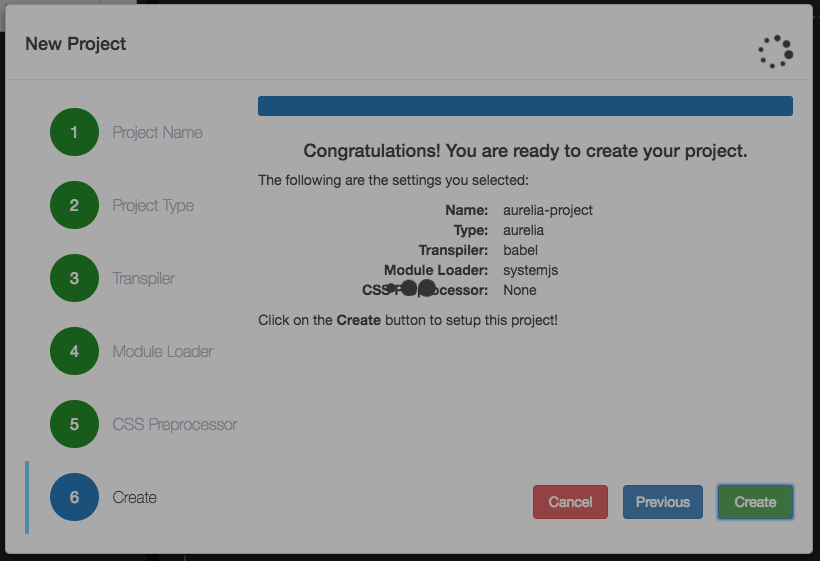 New Project
1 Project Name
2 Project Type
3 Transpiler
4 Module Loader
5 CSS Preprocessor
6 Create
Congratulations! You are ready to create your project.
The following are the settings you selected:
Name: aurelia-project
Type: aurelia
Transpiler: babel
Module Loader: systemjs
CSS Preprocessor: None
Click on the Create button to setup this project!
Cancel Previous Create